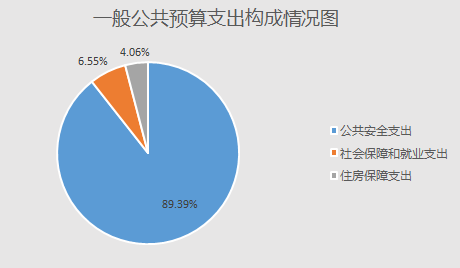 一般公共预算支出构成情况图
4.06%
6.55%
89.39%
公共安全支出
社会保障和就业支出
住房保障支出